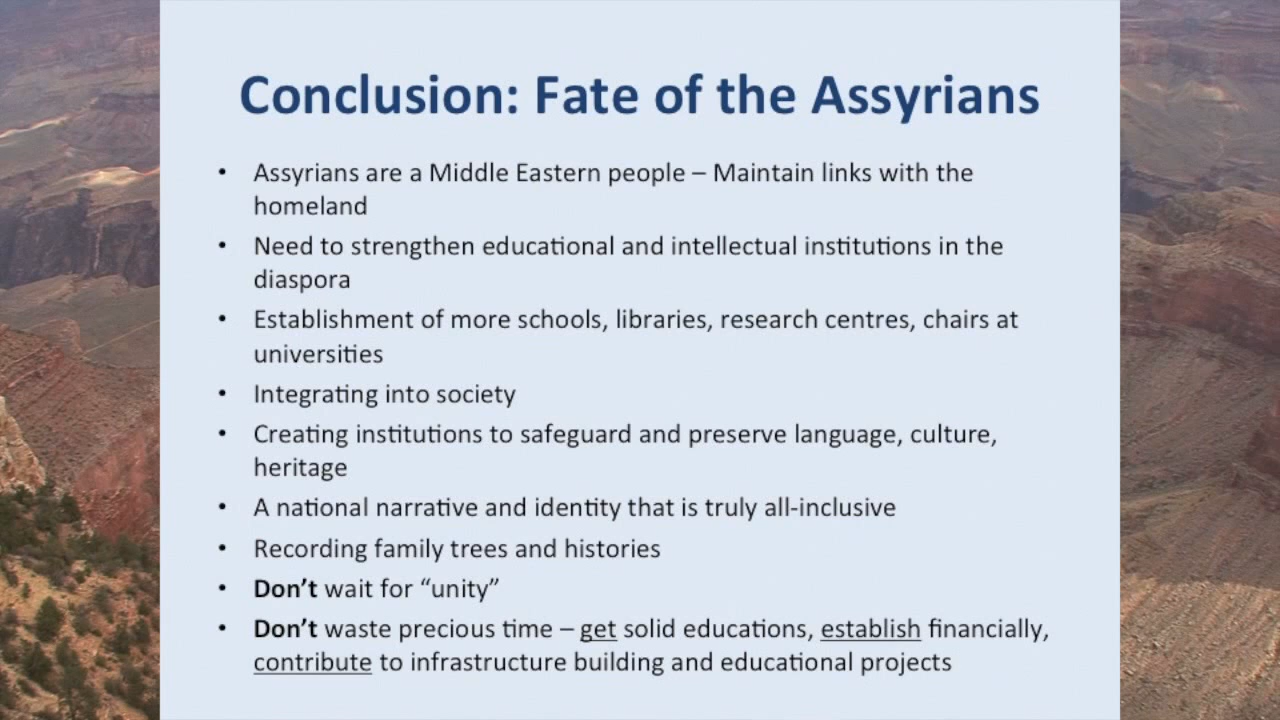 Conclusion: Fate of the Assyrians
• Assyrians are a Middle Eastern people – Maintain links with the
homeland
• Need to strengthen educational and intellectual institutions in the
diaspora
• Establishment of more schools, libraries, research centres, chairs at
universities
• Integrating into society
• Creating institutions to safeguard and preserve language, culture,
heritage
• A national narrative and identity that is truly all-inclusive
• Recording family trees and histories
• Don’t wait for “unity”
• Don’t waste precious time – get solid educations, establish financially,
contribute to infrastructure building and educational projects